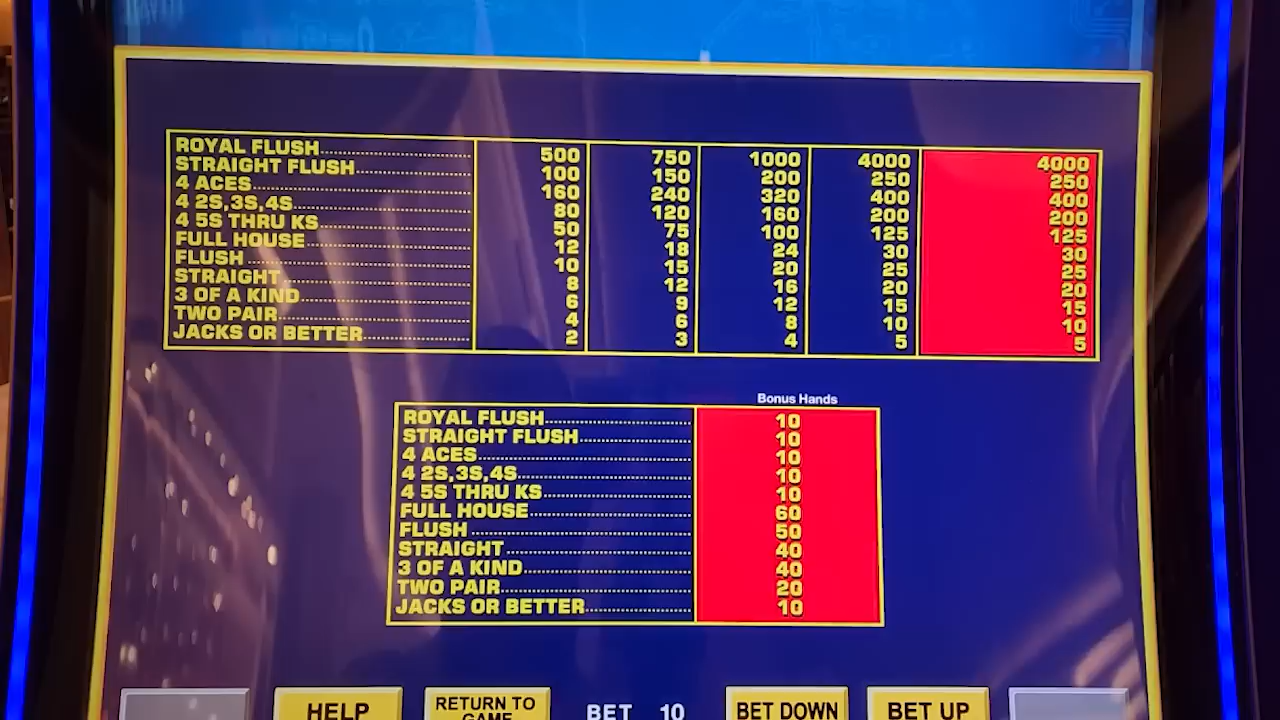 ROYAL FLUSH 500 750 1000 4000 4000
STRAIGHT FLUSH 100 150 200 250 250
4 ACES 160 240 320 400 400
4 2S,3S,4S 80 120 160 200 200
4 5S THRU KS 50 75 100 125 125
FULL HOUSE 12 18 24 30 30
FLUSH 10 15 20 25 25
STRAIGHT 8 12 16 20 20
3 OF A KIND 6 9 12 15 15
TWO PAIR 4 6 8 10 10
JACKS OR BETTER 2 3 4 5 5
Bonus Hands
ROYAL FLUSH 10
STRAIGHT FLUSH 10
4 ACES 10
4 2S,3S,4S 10
4 5S THRU KS 10
FULL HOUSE 60
FLUSH 50
STRAIGHT 40
3 OF A KIND 40
TWO PAIR 20
JACKS OR BETTER 10
HELP
RETURN TO
GAME
BET 10
BET DOWN
BET UP